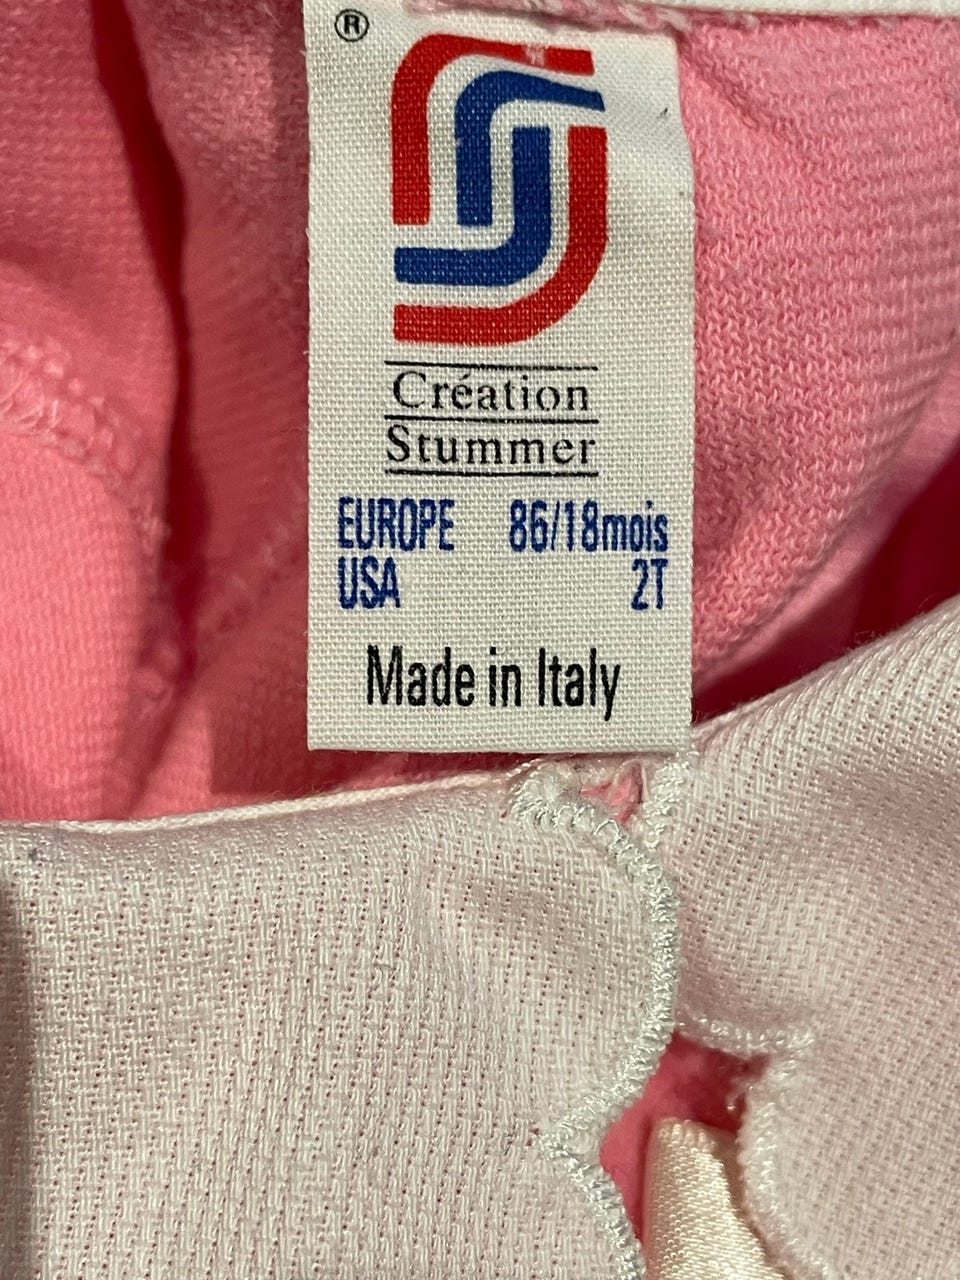 ®
Création
Stummer
EUROPE 86/18mois
USA 2T
Made in Italy